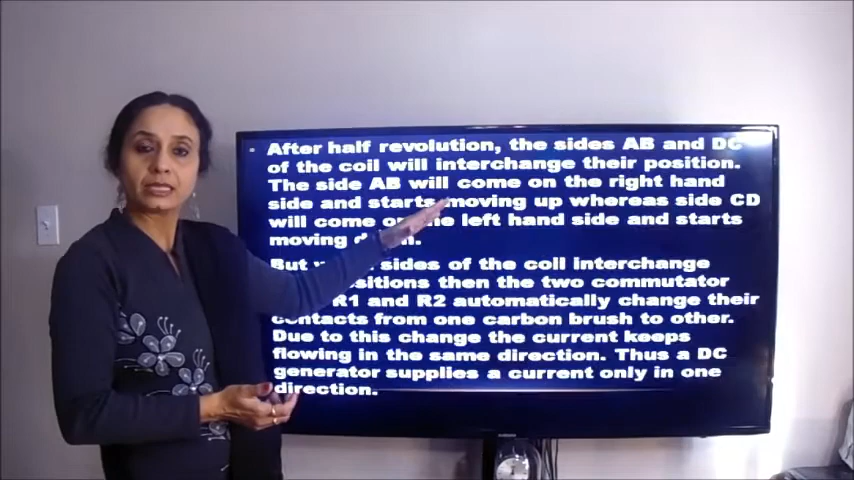 After half revolution, the sides AB and DC
of the coil will interchange their position.
The side AB will come on the right hand
side and starts moving up whereas side CD
will come left hand side and starts
moving
But sides of the coil interchange
then the two commutator
R1 and R2 automatically change their
contacts from one carbon brush to other.
Due to this change the current keeps
flowing in the same direction. Thus a DC
generator supplies a current only in one
direction.